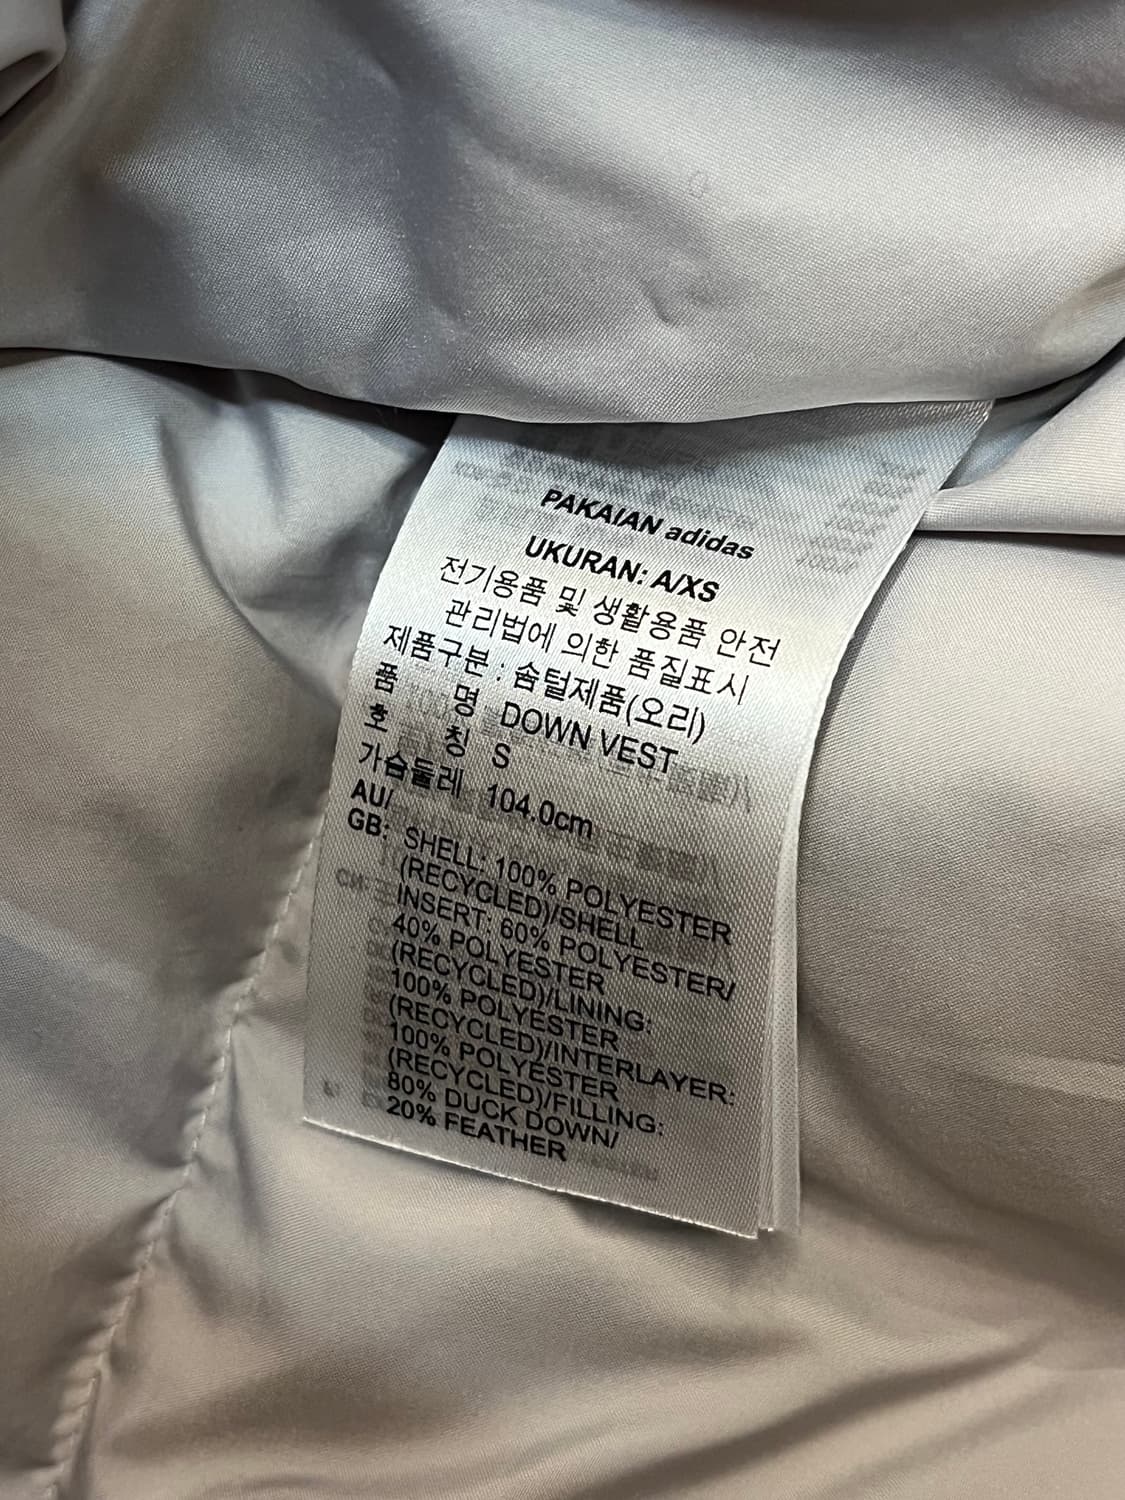 PAKAIAN adidas
UKURAN: A/XS
전기용품 및 생활용품 안전
관리법에 의한 품질표시
제품구분 : 솜털제품(오리)
품 명 DOWN VEST
호 칭 S
가슴둘레 104.0cm
AU/
GB: SHELL: 100% POLYESTER
(RECYCLED)/SHELL
INSERT: 60% POLYESTER/
40% POLYESTER
(RECYCLED)/LINING:
100% POLYESTER
(RECYCLED)/INTERLAYER:
100% POLYESTER
(RECYCLED)/FILLING:
80% DUCK DOWN/
20% FEATHER